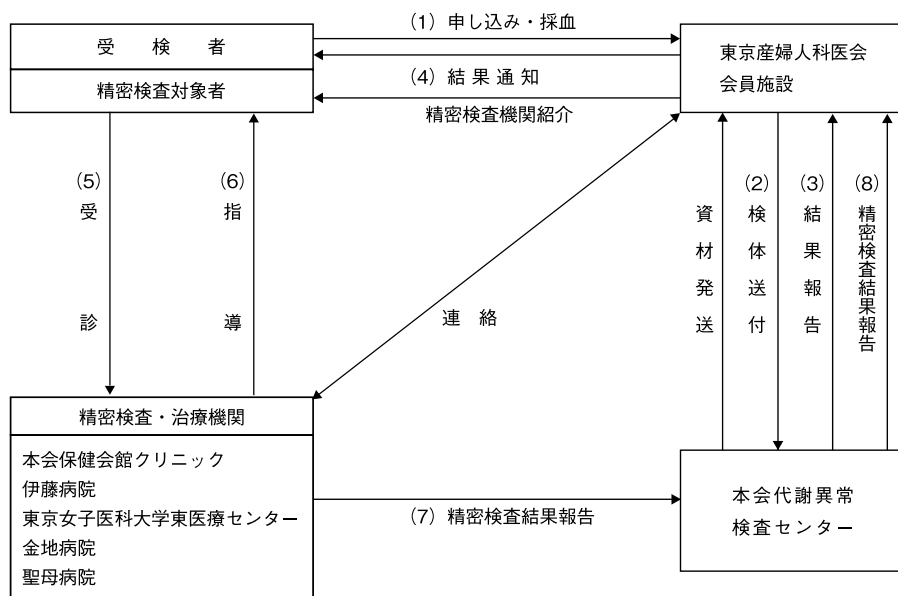 (1)申し込み・採血
受検者
精密検査対象者
東京産婦人科医会
会員施設
(4)結果通知
精密検査機関紹介
(5)
受診
(6)
指導
連絡
資材発送
(2)
検体送付
(3)
結果報告
(8)
精密検査結果報告
精密検査・治療機関
本会保健会館クリニック
伊藤病院
東京女子医科大学東医療センター
金地病院
聖母病院
(7)精密検査結果報告
本会代謝異常
検査センター